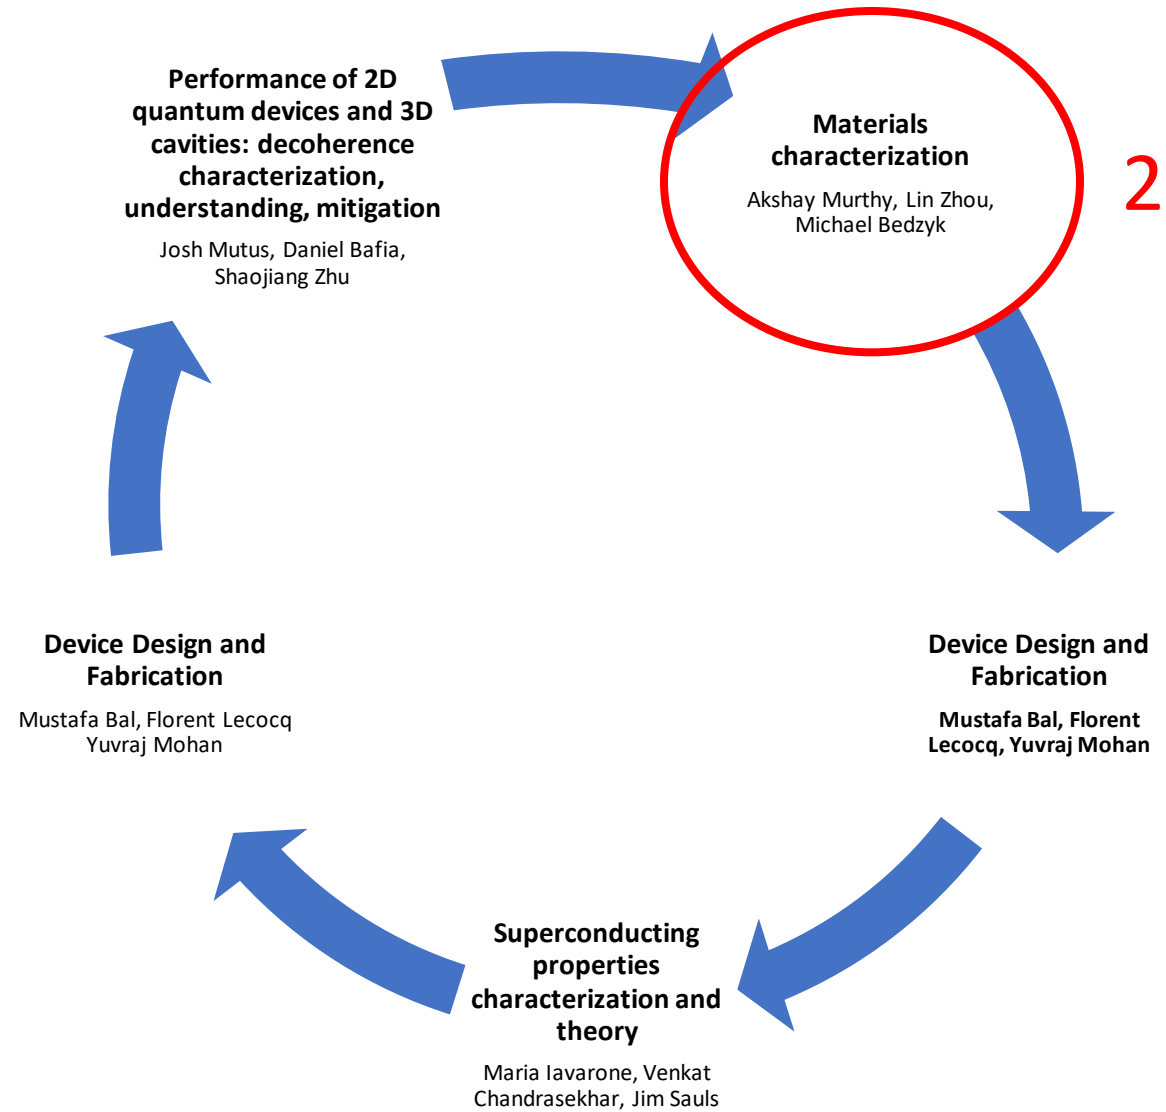 Performance of 2D
quantum devices and 3D
cavities: decoherence
characterization,
understanding, mitigation
Josh Mutus, Daniel Bafia,
Shaojiang Zhu
Materials
characterization
Akshay Murthy, Lin Zhou,
Michael Bedzyk
2
Device Design and
Fabrication
Mustafa Bal, Florent
Lecocq, Yuvraj Mohan
Superconducting
properties
characterization and
theory
Maria Iavarone, Venkat
Chandrasekhar, Jim Sauls
Device Design and
Fabrication
Mustafa Bal, Florent Lecocq
Yuvraj Mohan